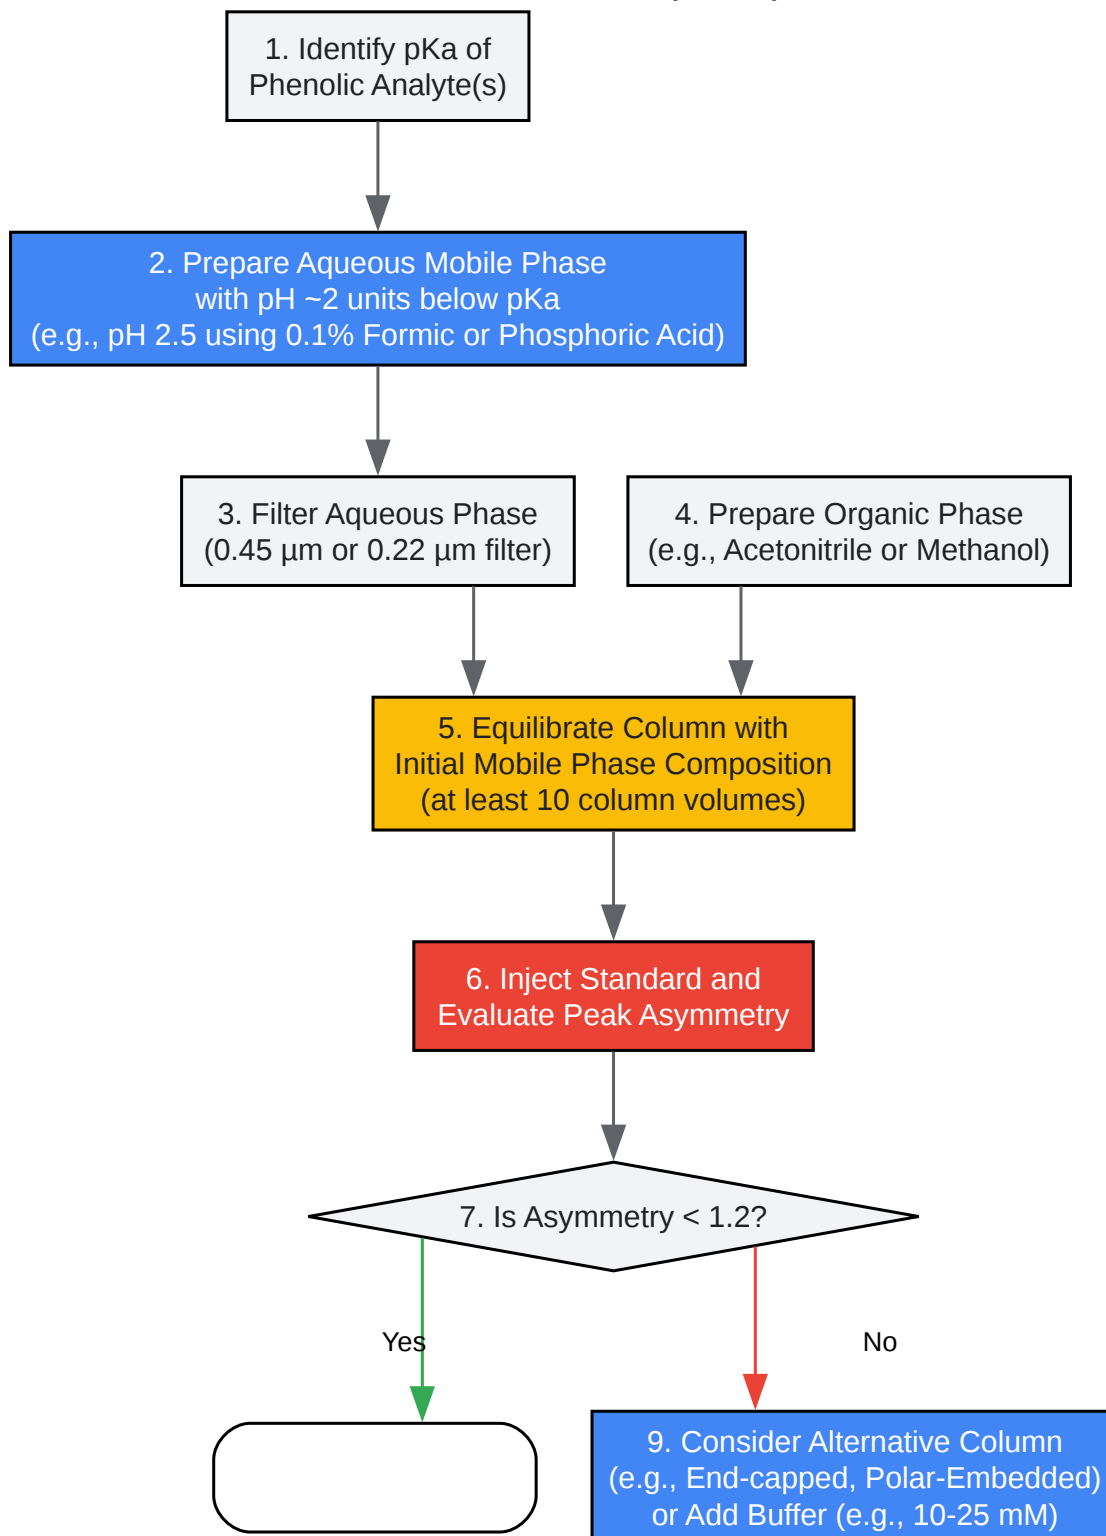 1. Identify pKa of
Phenolic Analyte(s)
2. Prepare Aqueous Mobile Phase
with pH ~2 units below pKa
(e.g., pH 2.5 using 0.1% Formic or Phosphoric Acid)
3. Filter Aqueous Phase
(0.45 µm or 0.22 µm filter)
4. Prepare Organic Phase
(e.g., Acetonitrile or Methanol)
5. Equilibrate Column with
Initial Mobile Phase Composition
(at least 10 column volumes)
6. Inject Standard and
Evaluate Peak Asymmetry
7. Is Asymmetry < 1.2?
Yes
No
9. Consider Alternative Column
(e.g., End-capped, Polar-Embedded)
or Add Buffer (e.g., 10-25 mM)